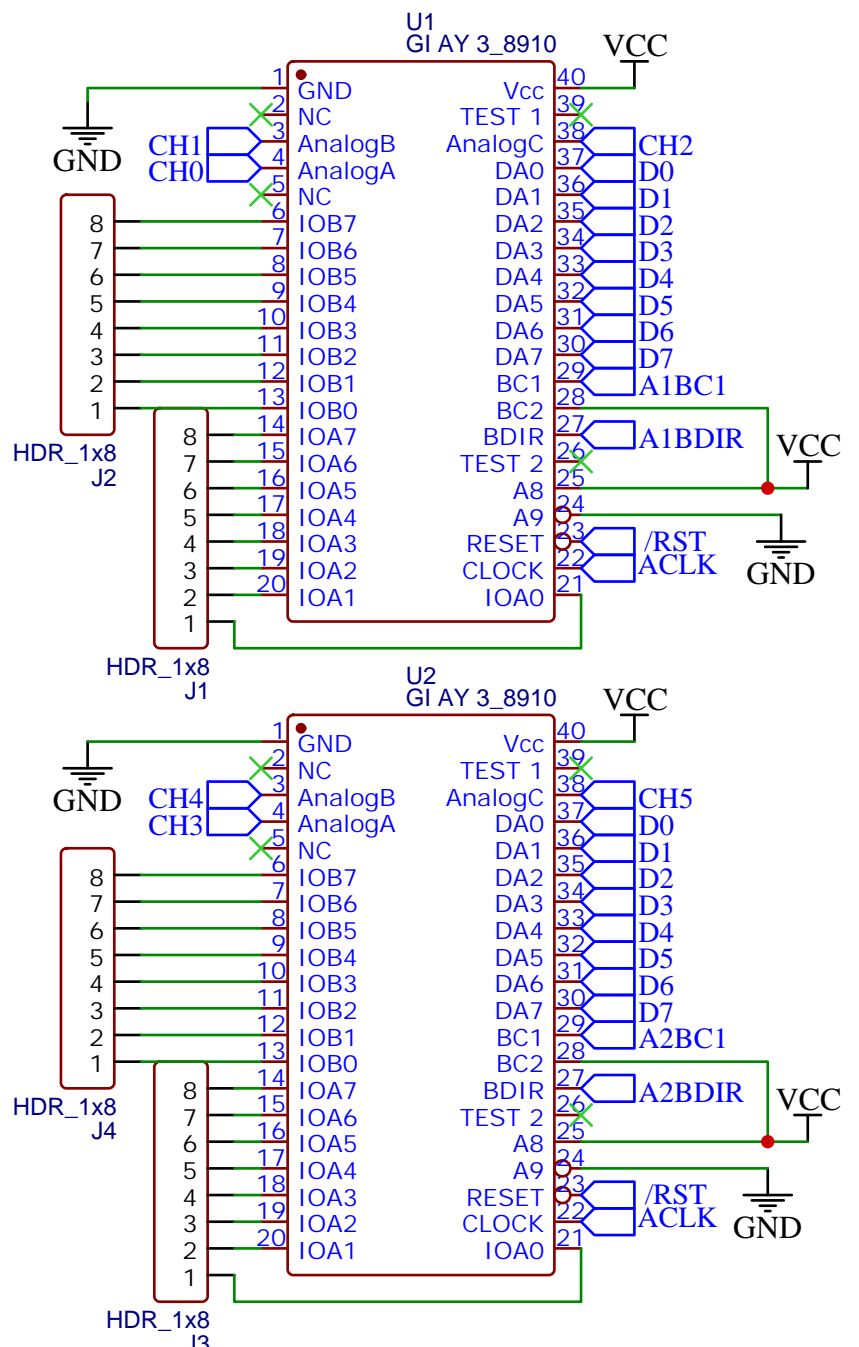 U1
GI AY 3_8910
VCC
1 GND Vcc 40
2 NC TEST 1 39
CH1 3 AnalogB AnalogC 38 CH2
CH0 4 AnalogA DA0 37 D0
GND
5 NC DA1 36 D1
8 6 IOB7 DA2 35 D2
7 7 IOB6 DA3 34 D3
6 8 IOB5 DA4 33 D4
5 9 IOB4 DA5 32 D5
4 10 IOB3 DA6 31 D6
3 11 IOB2 DA7 30 D7
2 12 IOB1 BC1 29 A1BC1
1 13 IOB0 BC2 28
HDR_1x8
J2
8 14 IOA7 BDIR 27 A1BDIR
VCC
7 15 IOA6 TEST 2 26
6 16 IOA5 A8 25
5 17 IOA4 A9 24
4 18 IOA3 RESET 23 /RST
3 19 IOA2 CLOCK 22 ACLK
GND
2 20 IOA1 IOA0 21
1
HDR_1x8
J1
U2
GI AY 3_8910
VCC
1 GND Vcc 40
2 NC TEST 1 39
CH4 3 AnalogB AnalogC 38 CH5
CH3 4 AnalogA DA0 37 D0
GND
5 NC DA1 36 D1
8 6 IOB7 DA2 35 D2
7 7 IOB6 DA3 34 D3
6 8 IOB5 DA4 33 D4
5 9 IOB4 DA5 32 D5
4 10 IOB3 DA6 31 D6
3 11 IOB2 DA7 30 D7
2 12 IOB1 BC1 29 A2BC1
1 13 IOB0 BC2 28
HDR_1x8
J4
8 14 IOA7 BDIR 27 A2BDIR
VCC
7 15 IOA6 TEST 2 26
6 16 IOA5 A8 25
5 17 IOA4 A9 24
4 18 IOA3 RESET 23 /RST
3 19 IOA2 CLOCK 22 ACLK
GND
2 20 IOA1 IOA0 21
1
HDR_1x8
J3